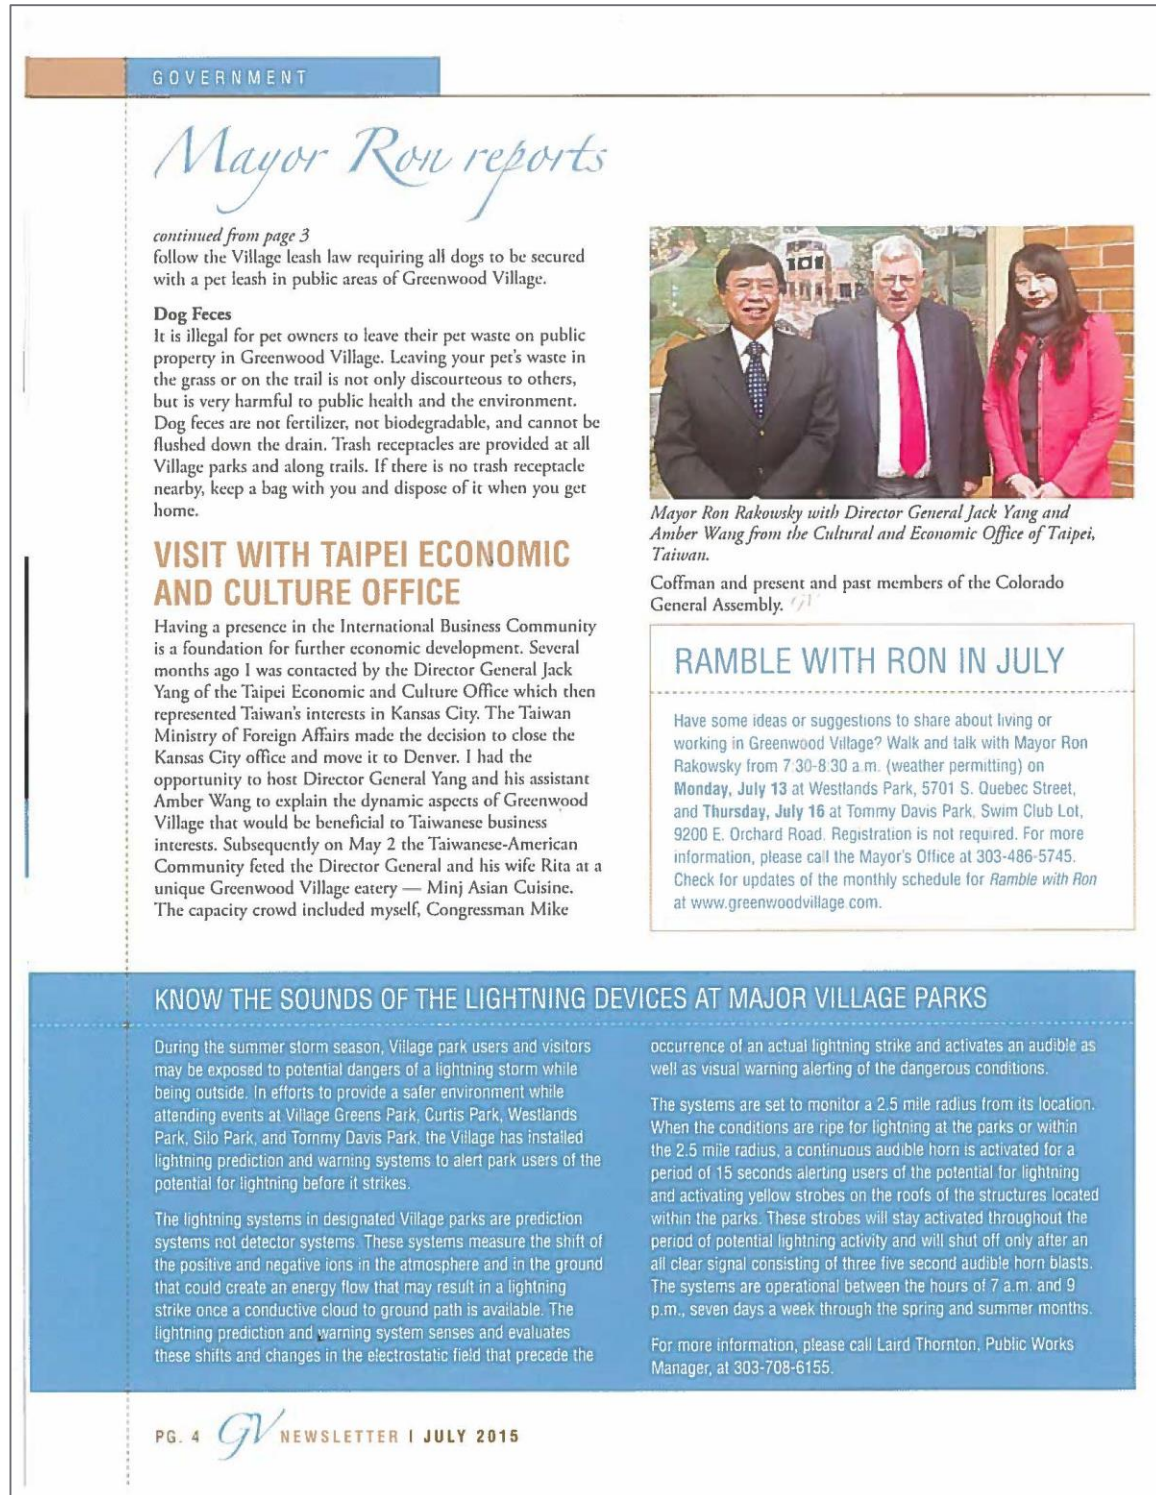 GOVERNMENT
Mayor Ron reports
continued from page 3
follow the Village leash law requiring all dogs to be secured
with a pet leash in public areas of Greenwood Village.
Dog Feces
It is illegal for pet owners to leave their pet waste on public
property in Greenwood Village. Leaving your pet's waste in
the grass or on the trail is not only discourteous to others,
but is very harmful to public health and the environment.
Dog feces are not fertilizer, not biodegradable, and cannot be
flushed down the drain. Trash receptacles are provided at all
Village parks and along trails. If there is no trash receptacle
nearby, keep a bag with you and dispose of it when you get
home.
VISIT WITH TAIPEI ECONOMIC
AND CULTURE OFFICE
Having a presence in the International Business Community
is a foundation for further economic development. Several
months ago I was contacted by the Director General Jack
Yang of the Taipei Economic and Culture Office which then
represented Taiwan's interests in Kansas City. The Taiwan
Ministry of Foreign Affairs made the decision to close the
Kansas City office and move it to Denver. I had the
opportunity to host Director General Yang and his assistant
Amber Wang to explain the dynamic aspects of Greenwood
Village that would be beneficial to Taiwanese business
interests. Subsequently on May 2 the Taiwanese-American
Community feted the Director General and his wife Rita at a
unique Greenwood Village eatery — Minj Asian Cuisine.
The capacity crowd included myself, Congressman Mike
Mayor Ron Rakowsky with Director General Jack Yang and
Amber Wang from the Cultural and Economic Office of Taipei,
Taiwan.
Coffman and present and past members of the Colorado
General Assembly. GV
RAMBLE WITH RON IN JULY
Have some ideas or suggestions to share about living or
working in Greenwood Village? Walk and talk with Mayor Ron
Rakowsky from 7:30-8:30 a.m. (weather permitting) on
Monday, July 13 at Westlands Park, 5701 S. Quebec Street,
and Thursday, July 16 at Tommy Davis Park, Swim Club Lot,
9200 E. Orchard Road. Registration is not required. For more
information, please call the Mayor's Office at 303-486-5745.
Check for updates of the monthly schedule for Ramble with Ron
at www.greenwoodvillage.com.
KNOW THE SOUNDS OF THE LIGHTNING DEVICES AT MAJOR VILLAGE PARKS
During the summer storm season, Village park users and visitors
may be exposed to potential dangers of a lightning storm while
being outside. In efforts to provide a safer environment while
attending events at Village Greens Park, Curtis Park, Westlands
Park, Silo Park, and Tommy Davis Park, the Village has installed
lightning prediction and warning systems to alert park users of the
potential for lightning before it strikes.
The lightning systems in designated Village parks are prediction
systems not detector systems. These systems measure the shift of
the positive and negative ions in the atmosphere and in the ground
that could create an energy flow that may result in a lightning
strike once a conductive cloud to ground path is available. The
lightning prediction and warning system senses and evaluates
these shifts and changes in the electrostatic field that precede the
occurrence of an actual lightning strike and activates an audible as
well as visual warning alerting of the dangerous conditions.
The systems are set to monitor a 2.5 mile radius from its location.
When the conditions are ripe for lightning at the parks or within
the 2.5 mile radius, a continuous audible horn is activated for a
period of 15 seconds alerting users of the potential for lightning
and activating yellow strobes on the roofs of the structures located
within the parks. These strobes will stay activated throughout the
period of potential lightning activity and will shut off only after an
all clear signal consisting of three five second audible horn blasts.
The systems are operational between the hours of 7 a.m. and 9
p.m., seven days a week through the spring and summer months.
For more information, please call Laird Thornton, Public Works
Manager, at 303-708-6155.
PG. 4 GV NEWSLETTER | JULY 2015